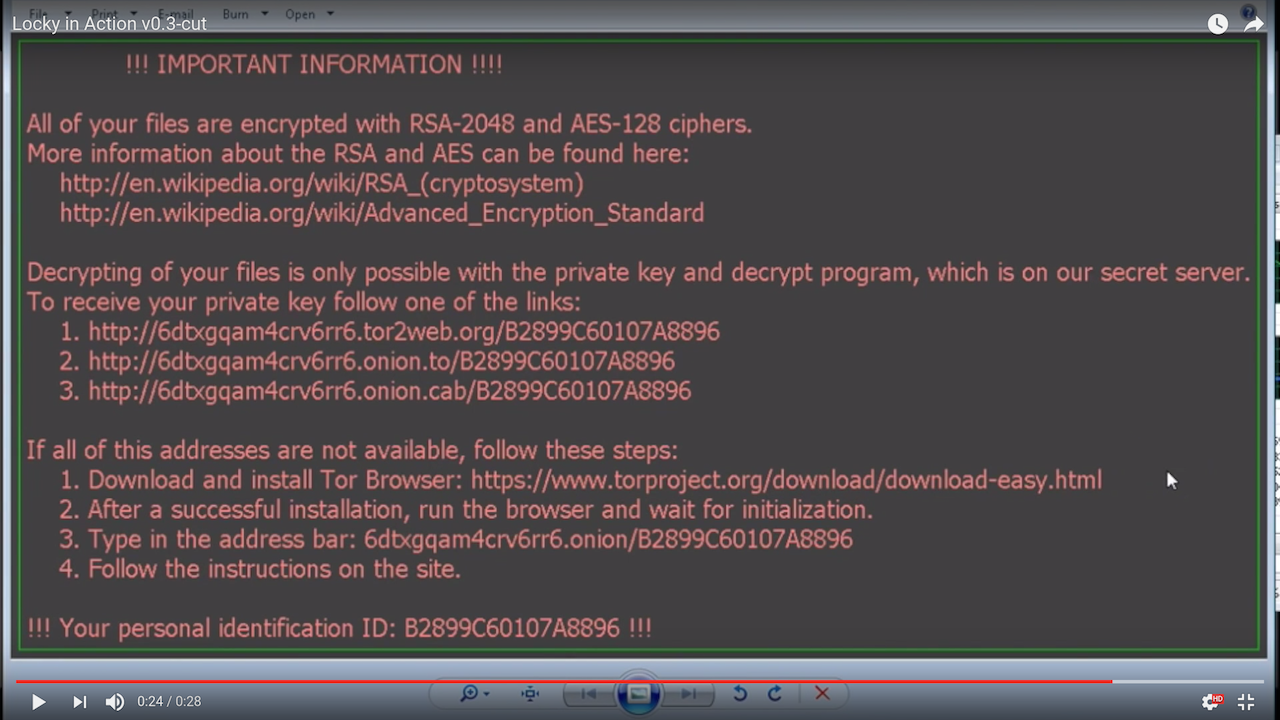 File Print E-mail Burn Open
Locky in Action v0.3-cut
!!! IMPORTANT INFORMATION !!!!
All of your files are encrypted with RSA-2048 and AES-128 ciphers.
More information about the RSA and AES can be found here:
http://en.wikipedia.org/wiki/RSA_(cryptosystem)
http://en.wikipedia.org/wiki/Advanced_Encryption_Standard
Decrypting of your files is only possible with the private key and decrypt program, which is on our secret server.
To receive your private key follow one of the links:
1. http://6dtxgqam4crv6rr6.tor2web.org/B2899C60107A8896
2. http://6dtxgqam4crv6rr6.onion.to/B2899C60107A8896
3. http://6dtxgqam4crv6rr6.onion.cab/B2899C60107A8896
If all of this addresses are not available, follow these steps:
1. Download and install Tor Browser: https://www.torproject.org/download/download-easy.html
2. After a successful installation, run the browser and wait for initialization.
3. Type in the address bar: 6dtxgqam4crv6rr6.onion/B2899C60107A8896
4. Follow the instructions on the site.
!!! Your personal identification ID: B2899C60107A8896 !!!
0:24 / 0:28
HD